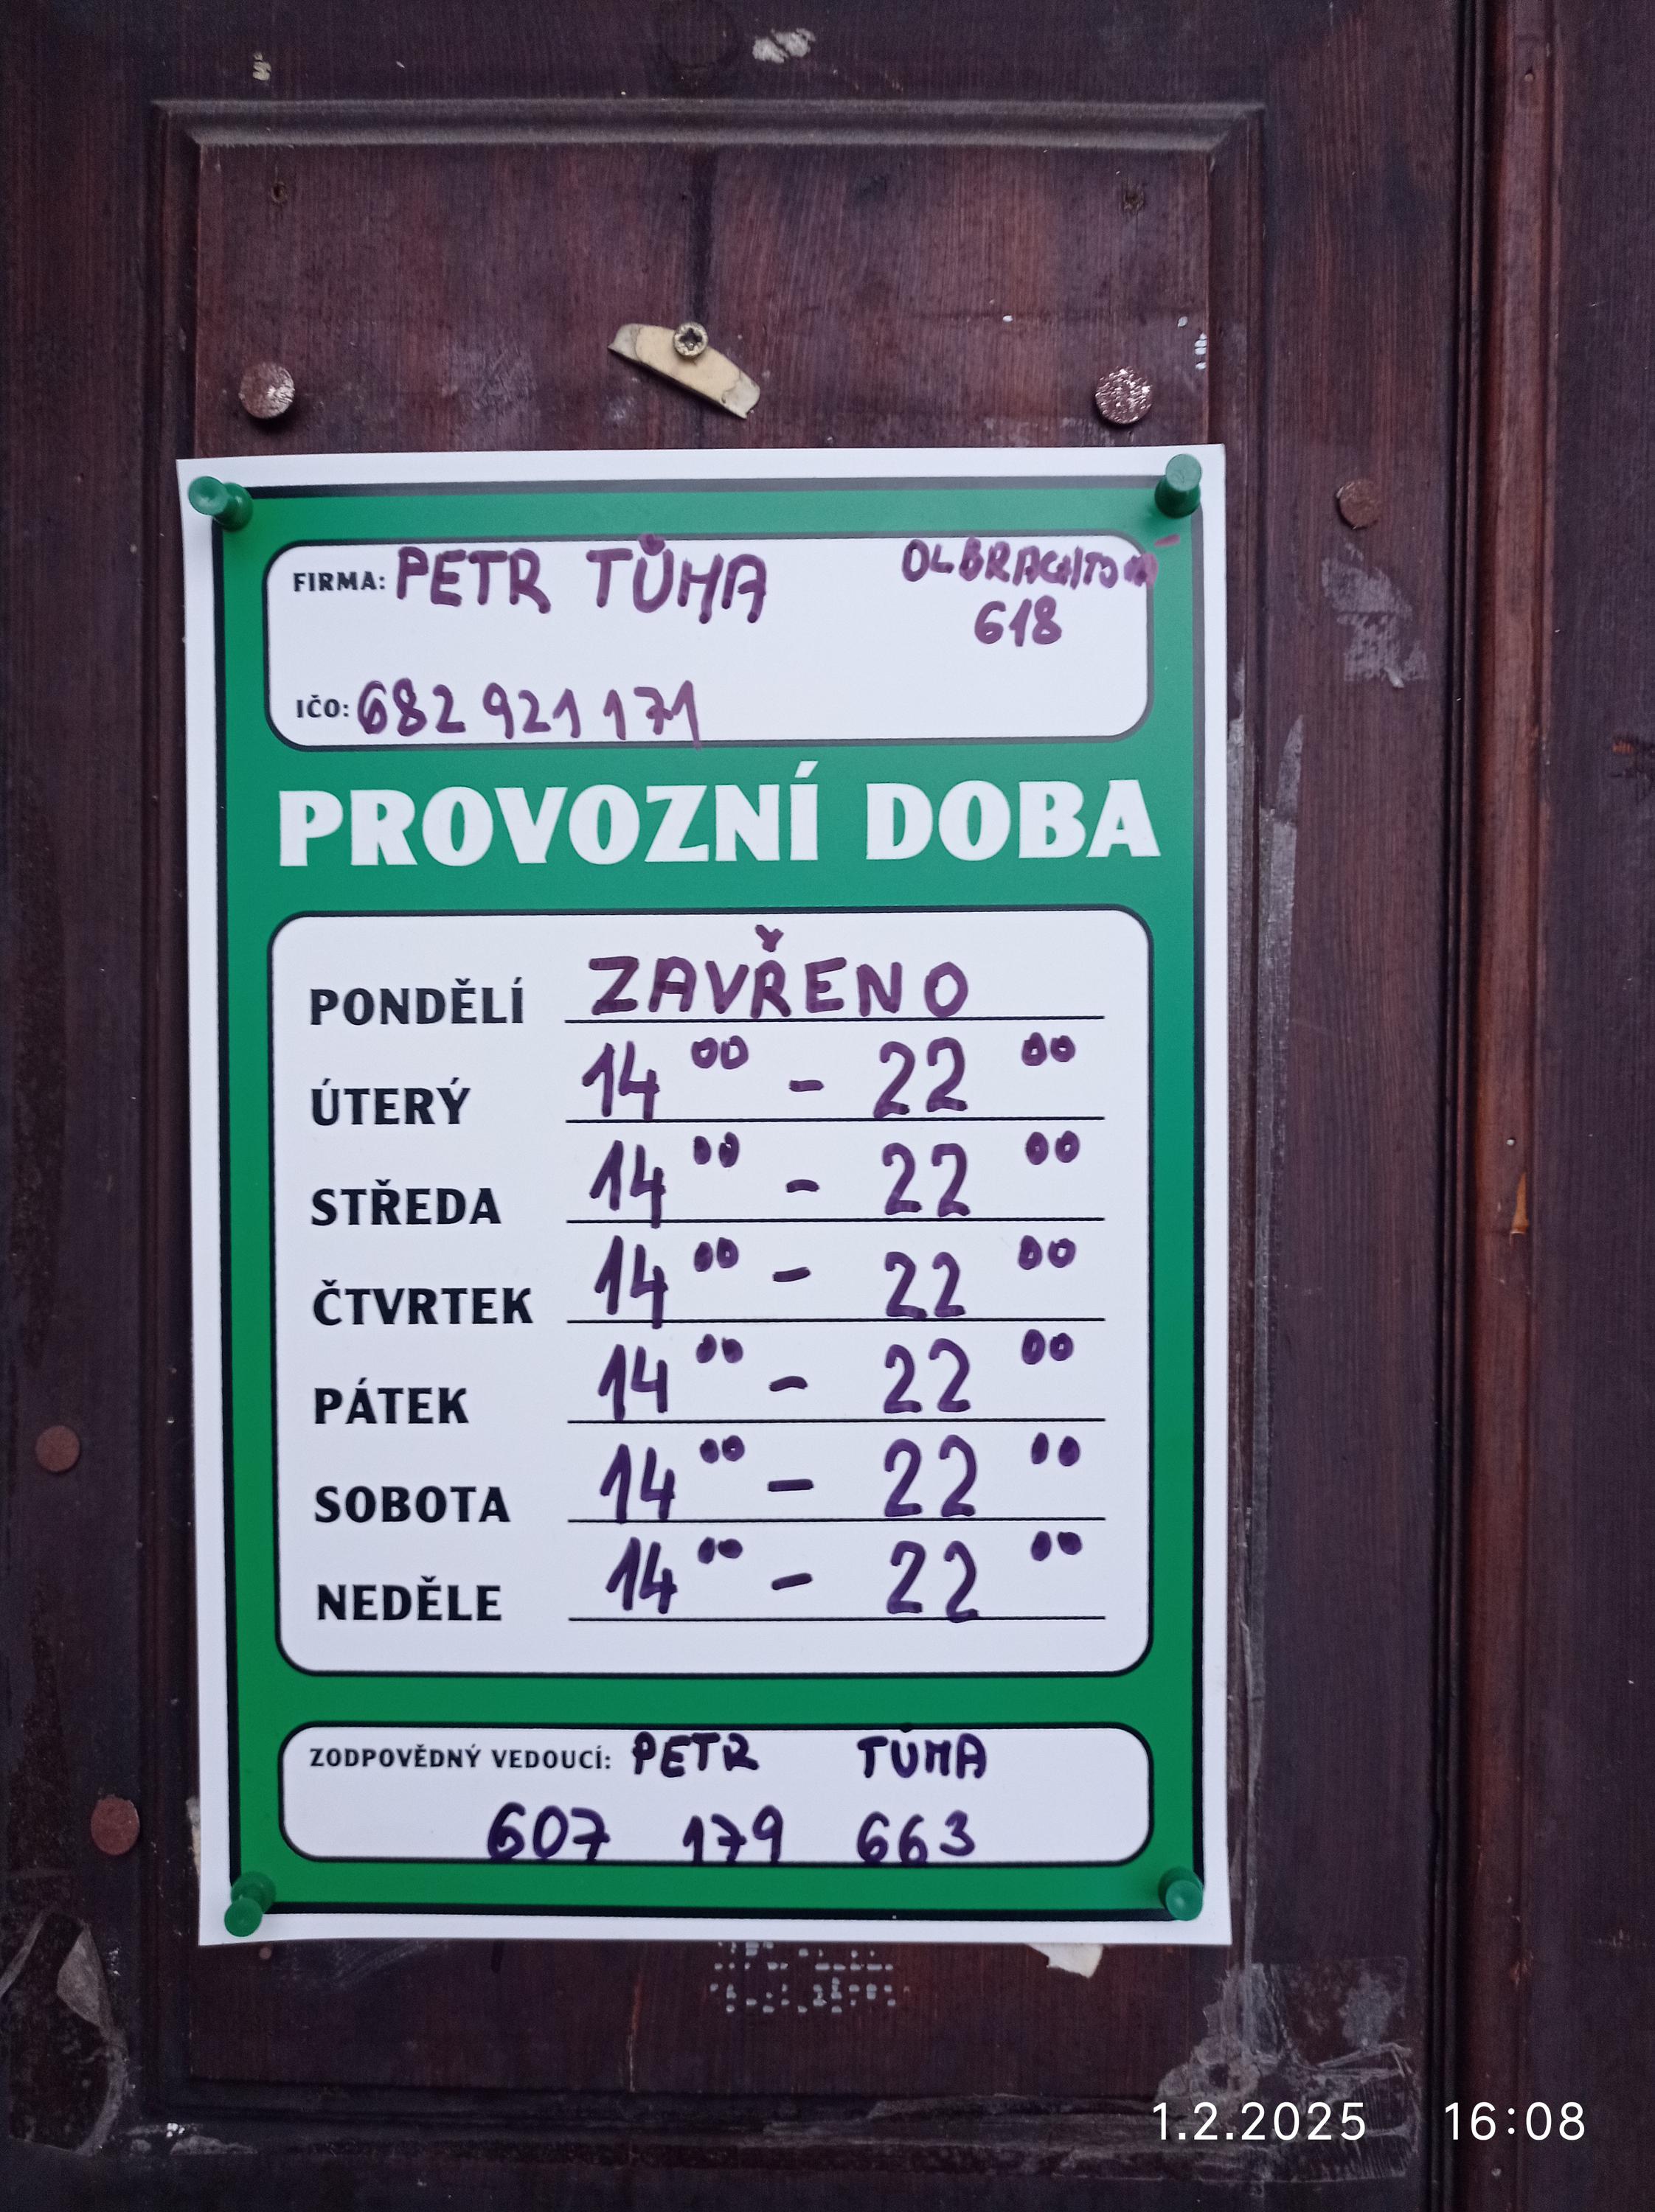 FIRMA: PETR TŮMA OLBRACHTOVA
618
IČO: 682 921 171
PROVOZNÍ DOBA
PONDĚLÍ ZAVŘENO
ÚTERÝ 14 00 - 22 00
STŘEDA 14 00 - 22 00
ČTVRTEK 14 00 - 22 00
PÁTEK 14 00 - 22 00
SOBOTA 14 00 - 22 00
NEDĚLE 14 00 - 22 00
ZODPOVĚDNÝ VEDOUCÍ: PETR TŮMA
607 179 663
1.2.2025 16:08